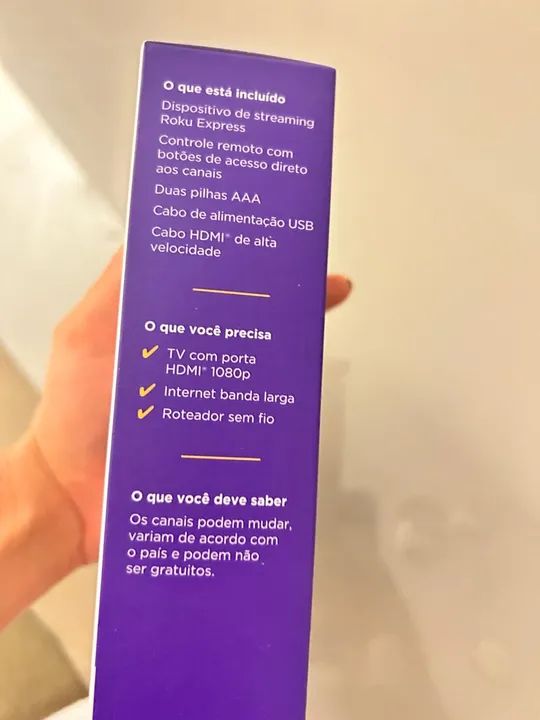 O que está incluído
Dispositivo de streaming
Roku Express
Controle remoto com
botões de acesso direto
aos canais
Duas pilhas AAA
Cabo de alimentação USB
Cabo HDMI® de alta
velocidade
O que você precisa
TV com porta
HDMI® 1080p
Internet banda larga
Roteador sem fio
O que você deve saber
Os canais podem mudar,
variam de acordo com
o país e podem não
ser gratuitos.